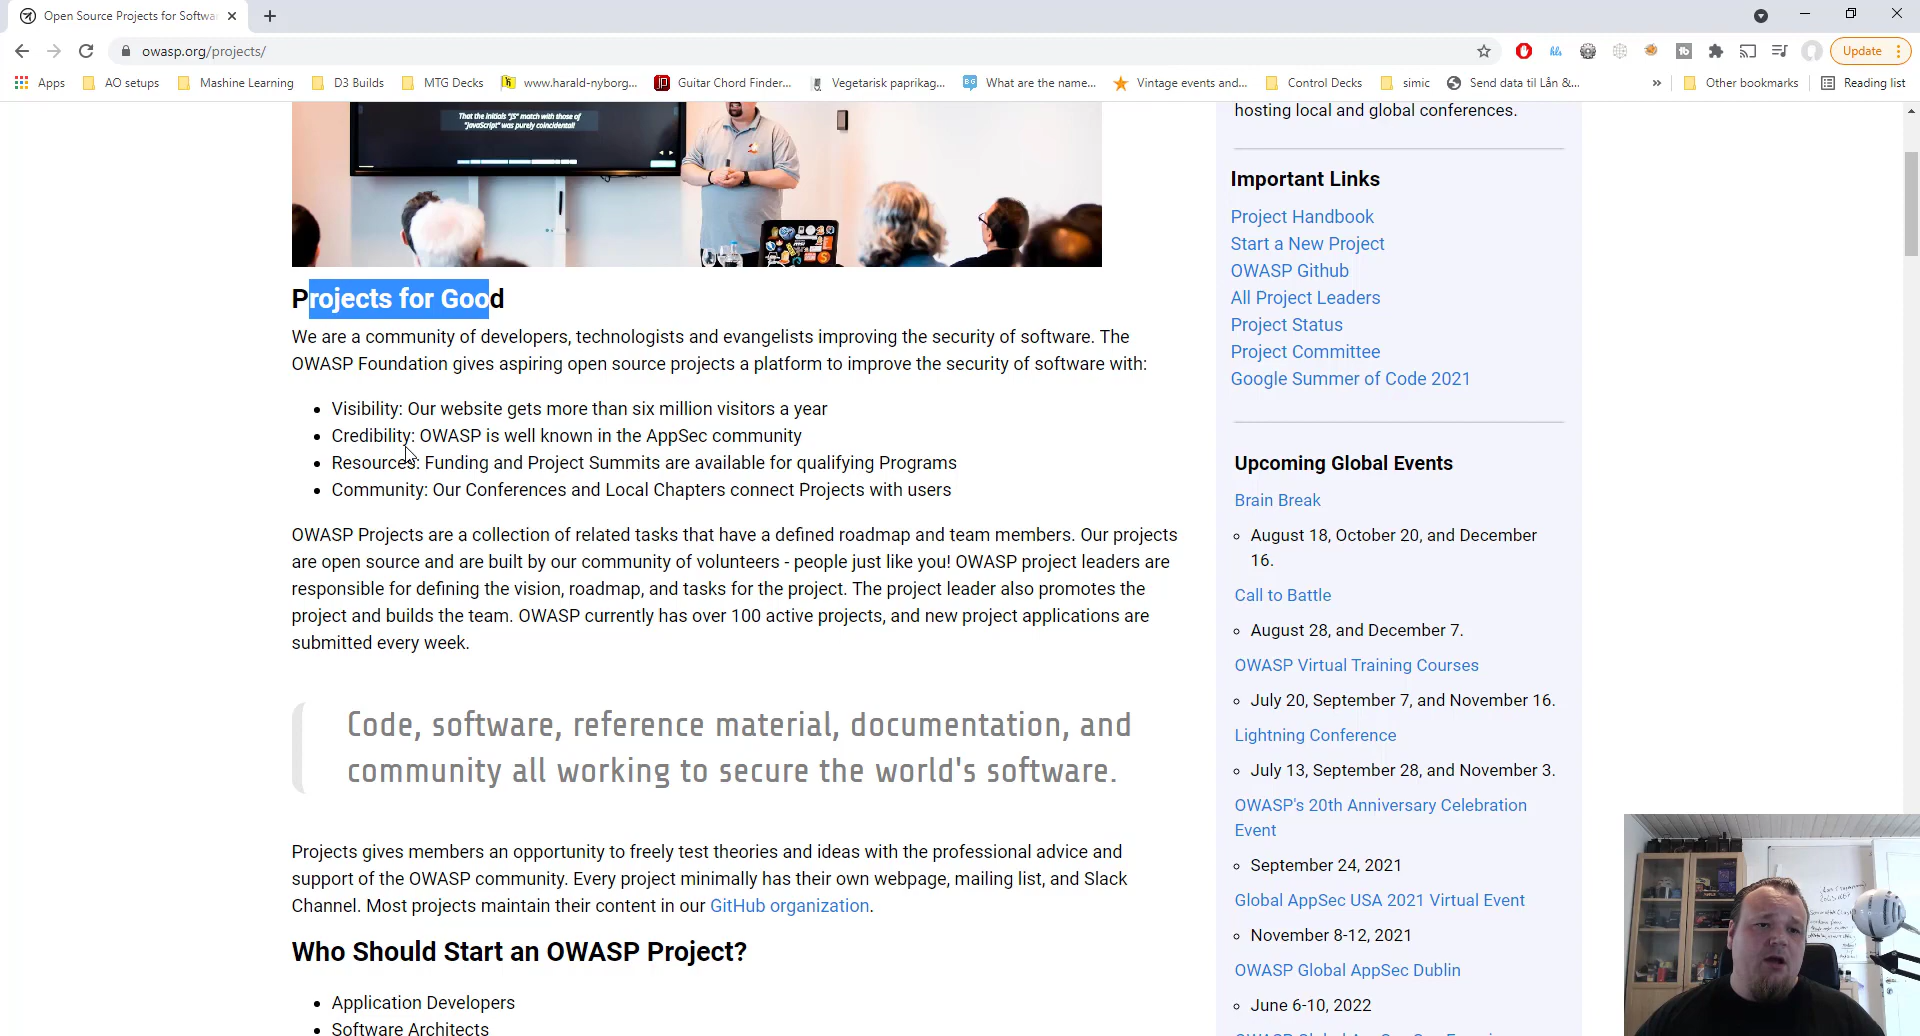 Open Source Projects for Softwa
owasp.org/projects/
Update
Apps
AO setups
Mashine Learning
D3 Builds
MTG Decks
www.harald-nyborg...
Guitar Chord Finder...
Vegetarisk paprikag...
What are the name...
Vintage events and...
Control Decks
simic
Send data til Lån &...
»
Other bookmarks
Reading list
That the initials "JS" match with those of
"JavaScript" was purely coincidental!
Projects for Good
We are a community of developers, technologists and evangelists improving the security of software. The
OWASP Foundation gives aspiring open source projects a platform to improve the security of software with:
• Visibility: Our website gets more than six million visitors a year
• Credibility: OWASP is well known in the AppSec community
• Resources: Funding and Project Summits are available for qualifying Programs
• Community: Our Conferences and Local Chapters connect Projects with users
OWASP Projects are a collection of related tasks that have a defined roadmap and team members. Our projects
are open source and are built by our community of volunteers - people just like you! OWASP project leaders are
responsible for defining the vision, roadmap, and tasks for the project. The project leader also promotes the
project and builds the team. OWASP currently has over 100 active projects, and new project applications are
submitted every week.
Code, software, reference material, documentation, and
community all working to secure the world's software.
Projects gives members an opportunity to freely test theories and ideas with the professional advice and
support of the OWASP community. Every project minimally has their own webpage, mailing list, and Slack
Channel. Most projects maintain their content in our GitHub organization.
Who Should Start an OWASP Project?
• Application Developers
• Software Architects
hosting local and global conferences.
Important Links
Project Handbook
Start a New Project
OWASP Github
All Project Leaders
Project Status
Project Committee
Google Summer of Code 2021
Upcoming Global Events
Brain Break
August 18, October 20, and December
16.
Call to Battle
August 28, and December 7.
OWASP Virtual Training Courses
July 20, September 7, and November 16.
Lightning Conference
July 13, September 28, and November 3.
OWASP's 20th Anniversary Celebration
Event
September 24, 2021
Global AppSec USA 2021 Virtual Event
November 8-12, 2021
OWASP Global AppSec Dublin
June 6-10, 2022